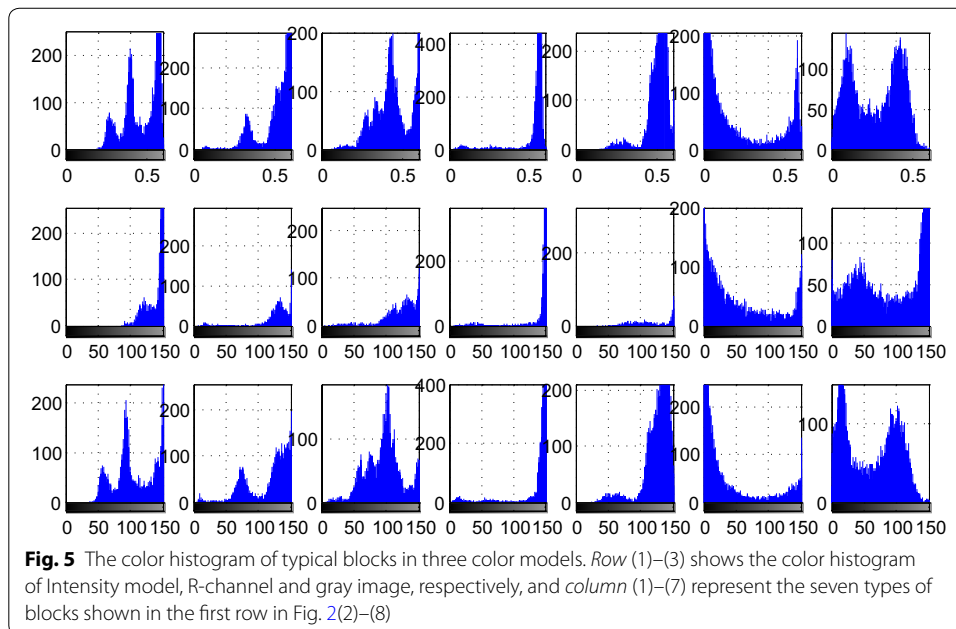 200 200 200 400 200 200 100
100 100 100 200 100 100 50
0 0 0 0 0 0 0
0 0.5 0 0.5 0 0.5 0 0.5 0 0.5 0 0.5 0 0.5
200 200 200 200 200 200 100
100 100 100 100 50
0 0 0 0 0 0 0
0 50 100 150 0 50 100 150 0 50 100 150 0 50 100 150 0 50 100 150 0 50 100 150 0 50 100 150
200 200 100 400 200 200 100
100 100 200 100 100
0 0 0 0 0 0 0
0 50 100 150 0 50 100 150 0 50 100 150 0 50 100 150 0 50 100 150 0 50 100 150 0 50 100 150
Fig. 5 The color histogram of typical blocks in three color models. Row (1)–(3) shows the color histogram
of Intensity model, R-channel and gray image, respectively, and column (1)–(7) represent the seven types of
blocks shown in the first row in Fig. 2(2)–(8)